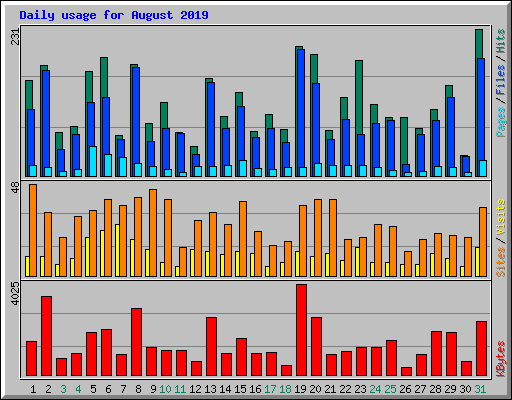 Daily usage for August 2019
231
Pages / Files / Hits
48
Sites / Visits
4025
KBytes
1 2 3 4 5 6 7 8 9 10 11 12 13 14 15 16 17 18 19 20 21 22 23 24 25 26 27 28 29 30 31